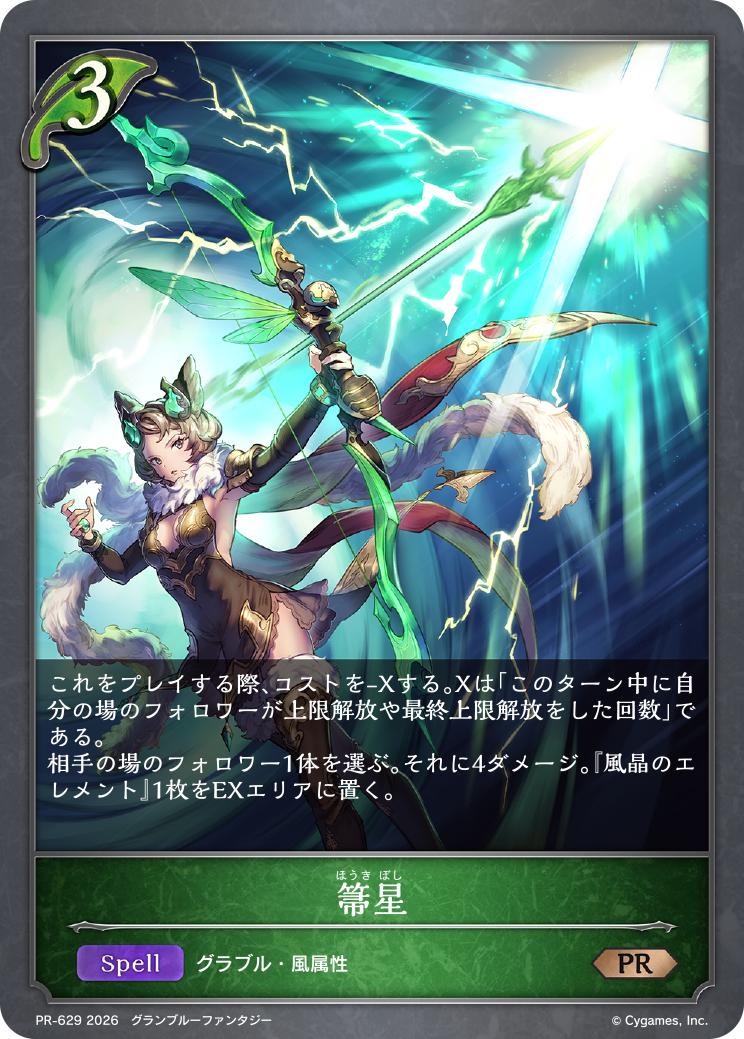 3
これをプレイする際、コストを-Xする。Xは「このターン中に自
分の場のフォロワーが上限解放や最終上限解放をした回数」で
ある。
相手の場のフォロワー1体を選ぶ。それに4ダメージ。『風晶のエ
レメント』1枚をEXエリアに置く。
ほうき ぼし
箒星
Spell グラブル・風属性 PR
PR-629 2026 グランブルーファンタジー © Cygames, Inc.